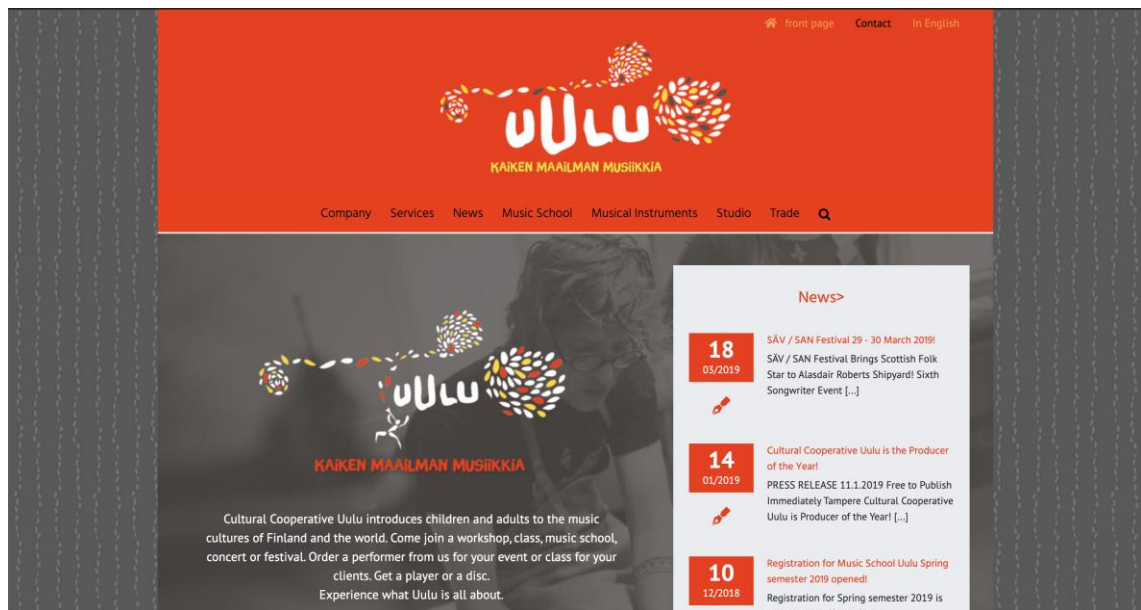 front page Contact In English
uUlu
KAiKEN MAAiLMAN MUSiiKKiA
Company Services News Music School Musical Instruments Studio Trade
uUlu
KAiKEN MAAiLMAN MUSiiKKiA
Cultural Cooperative Uulu introduces children and adults to the music
cultures of Finland and the world. Come join a workshop, class, music school,
concert or festival. Order a performer from us for your event or class for your
clients. Get a player or a disc.
Experience what Uulu is all about.
News>
18
03/2019
SÄV / SAN Festival 29 - 30 March 2019!
SÄV / SAN Festival Brings Scottish Folk
Star to Alasdair Roberts Shipyard! Sixth
Songwriter Event [...]
14
01/2019
Cultural Cooperative Uulu is the Producer
of the Year!
PRESS RELEASE 11.1.2019 Free to Publish
Immediately Tampere Cultural Cooperative
Uulu is Producer of the Year! [...]
10
12/2018
Registration for Music School Uulu Spring
semester 2019 opened!
Registration for Spring semester 2019 is